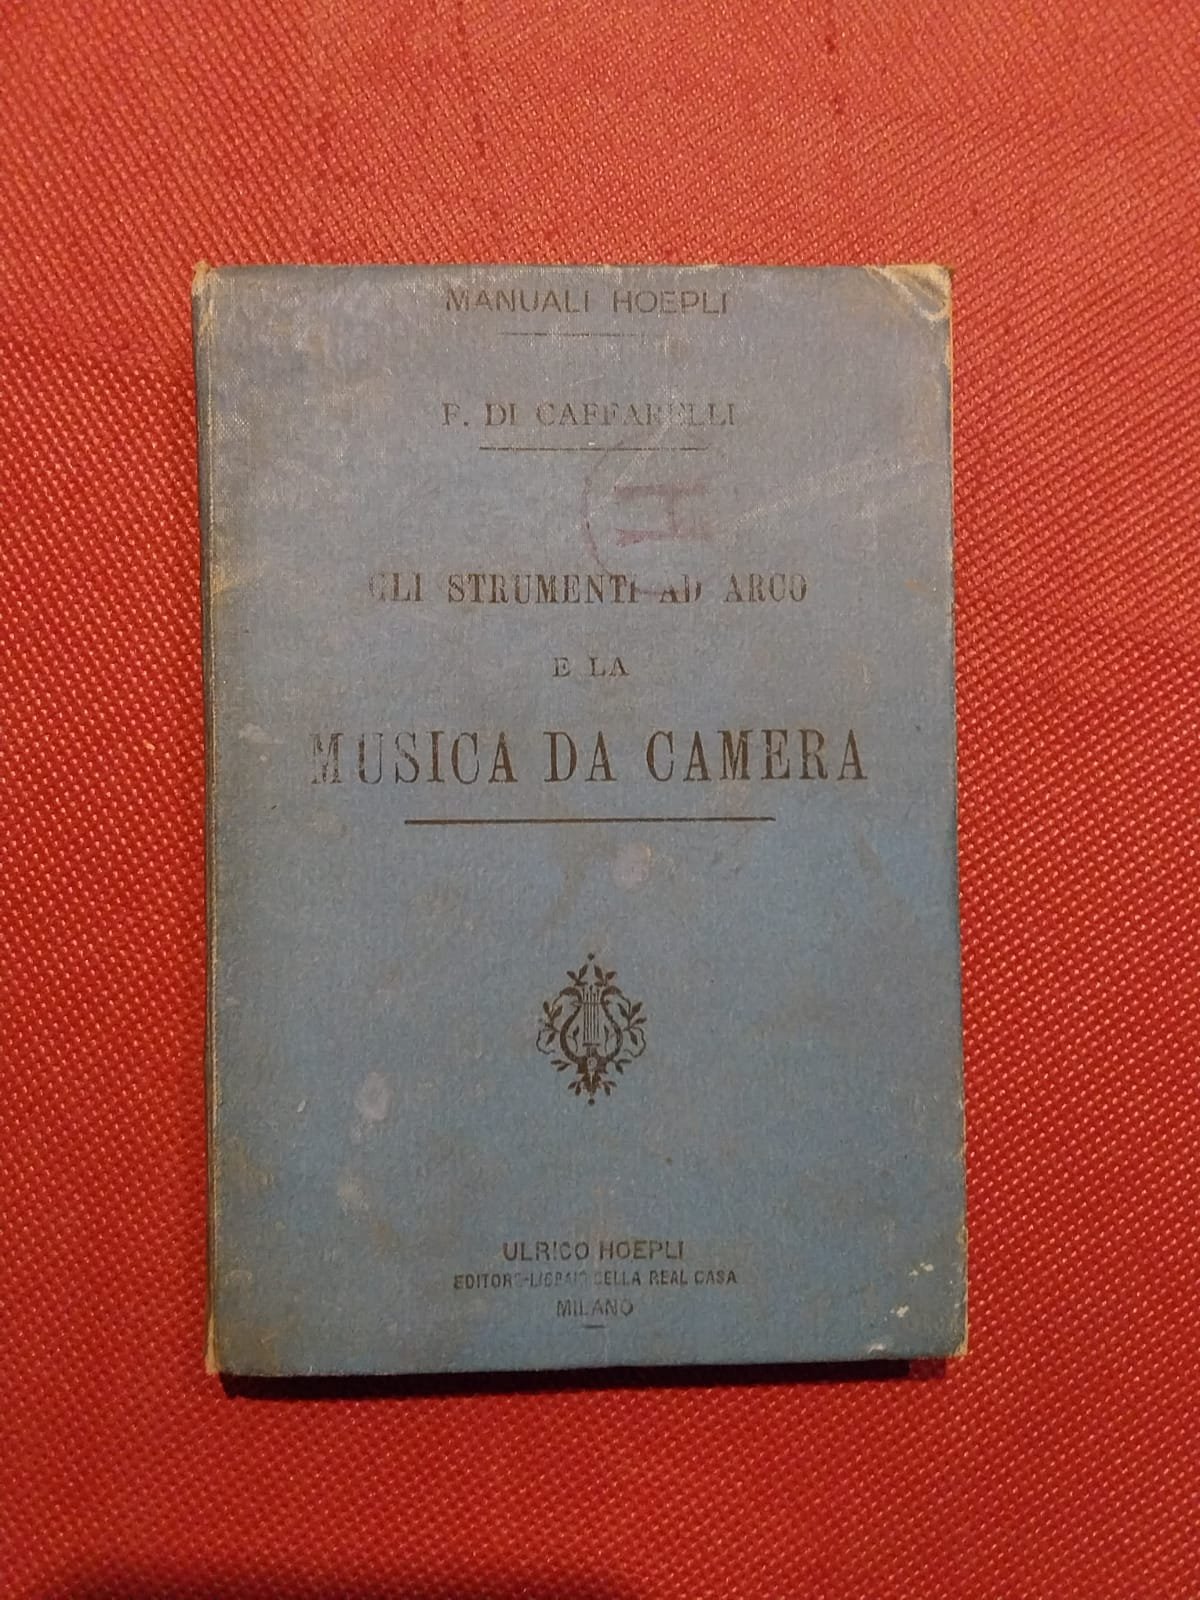 MANUALI HOEPLI
F. DI CAFFARELLI
H
GLI STRUMENTI AD ARCO
E LA
MUSICA DA CAMERA
ULRICO HOEPLI
EDITORE-LIBRAIO DELLA REAL CASA
MILANO